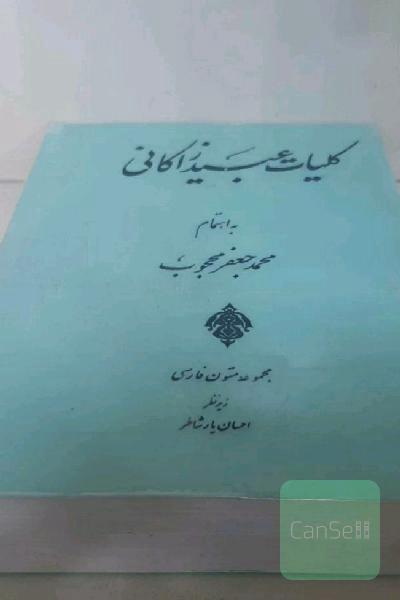 کلیات عبید زاکانی
به اهتمام
محمد جعفر محجوب
مجموعه متون فارسی
زیر نظر
احسان یارشاطر
CanSell